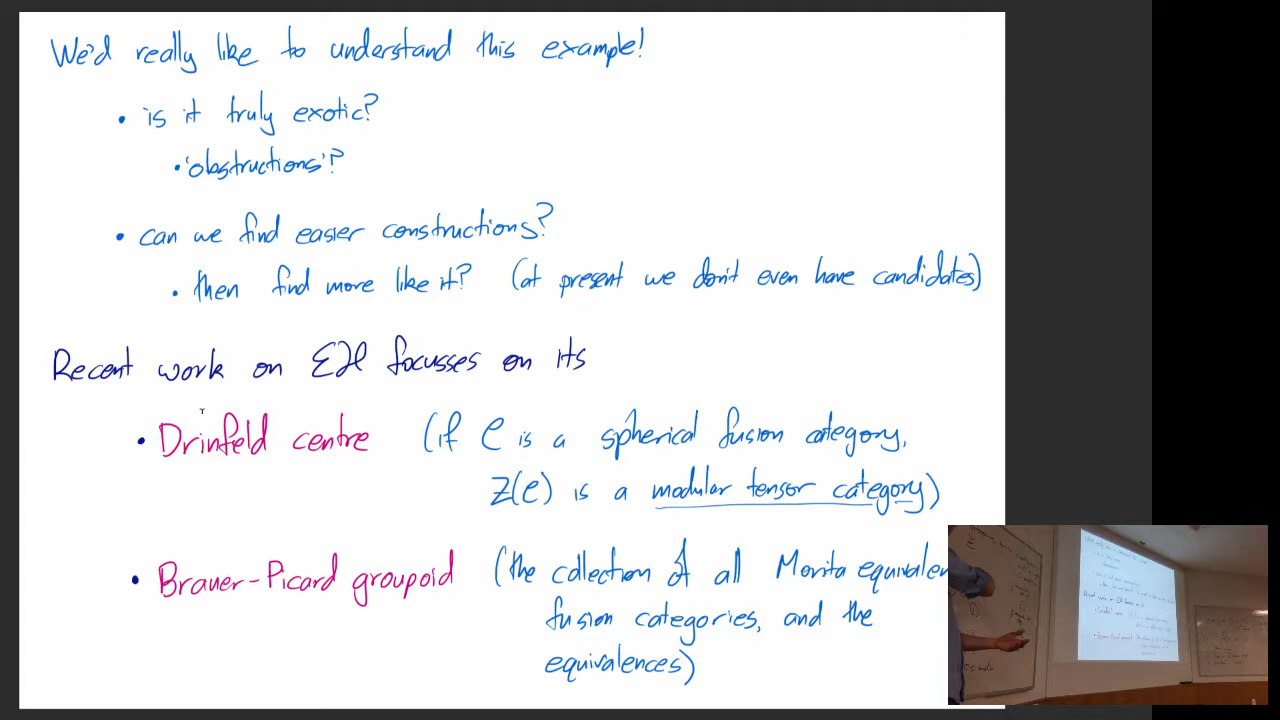 We'd really like to understand this example!
• is it truly exotic?
• 'obstructions'?
• can we find easier constructions?
• then find more like it? (at present we don't even have candidates)
Recent work on EH focusses on its
• Drinfeld centre (if C is a spherical fusion category,
Z(C) is a modular tensor category)
• Brauer-Picard groupoid (the collection of all Morita equivalen
fusion categories, and the
equivalences)